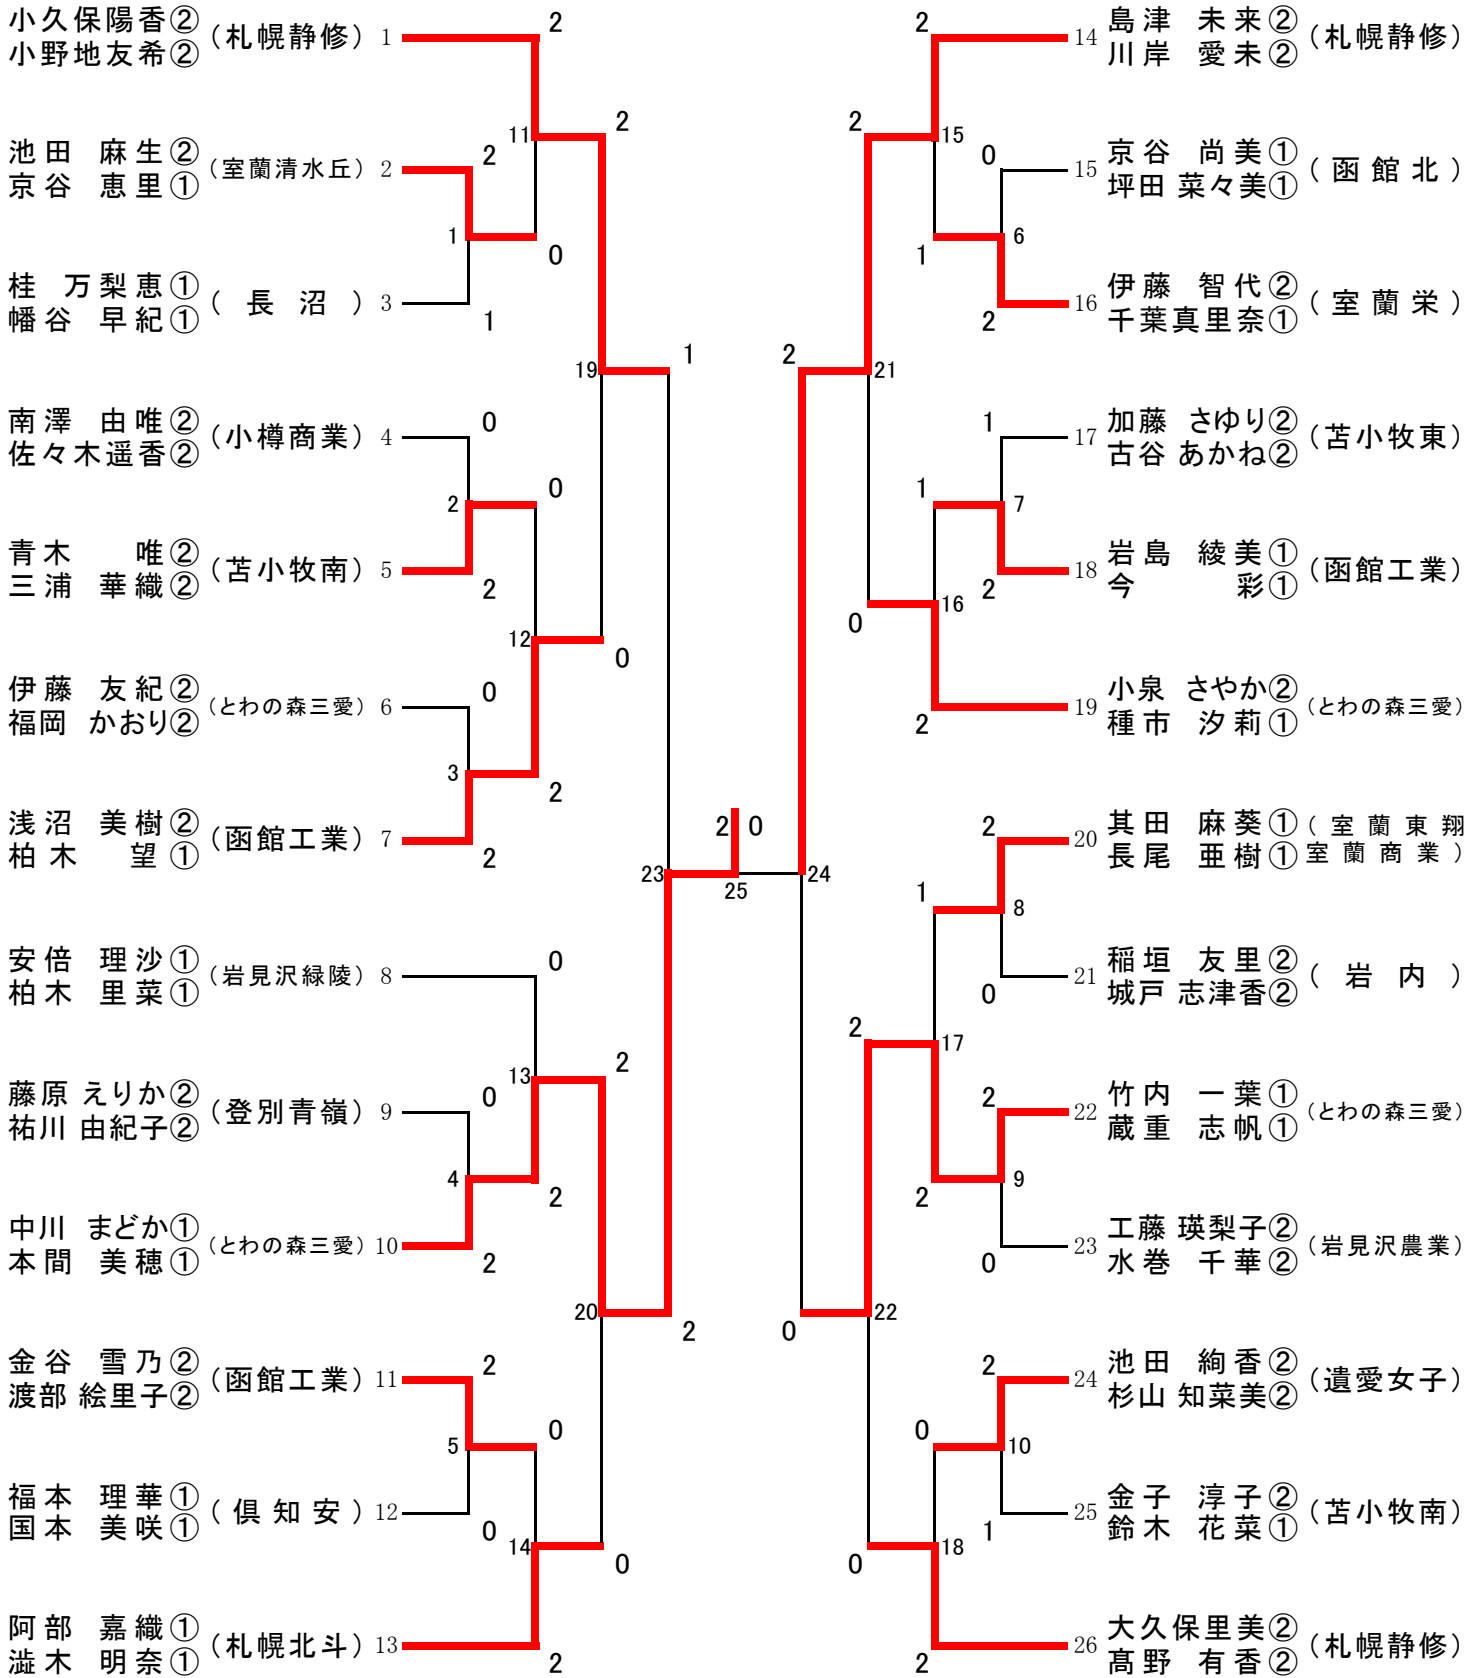 小久保陽香②
小野地友希②
(札幌静修) 1
池田 麻生②
京谷 恵里①
(室蘭清水丘) 2
桂 万梨恵①
幡谷 早紀①
(長沼) 3
南澤 由唯②
佐々木遥香②
(小樽商業) 4
青木 唯②
三浦 華織②
(苫小牧南) 5
伊藤 友紀②
福岡 かおり②
(とわの森三愛) 6
浅沼 美樹②
柏木 望①
(函館工業) 7
安倍 理沙①
柏木 里菜①
(岩見沢緑陵) 8
藤原 えりか②
祐川 由紀子②
(登別青嶺) 9
中川 まどか①
本間 美穂①
(とわの森三愛) 10
金谷 雪乃②
渡部 絵里子②
(函館工業) 11
福本 理華①
国本 美咲①
(倶知安) 12
阿部 嘉織①
澁木 明奈①
(札幌北斗) 13
2
11
2
2
1
0
1
19
1
0
2
0
2
12
0
0
3
2
2
23
0
13
2
0
4
2
2
20
2
2
5
0
0
14
0
2
2 0
25
2
2
15
0
6
1
2
2
21
1
1
7
2
16
0
2
24
2
1
8
0
2
17
2
9
2
0
22
0
2
0
10
1
18
0
2
14 島津 未来②
川岸 愛未②
(札幌静修)
15 京谷 尚美①
坪田 菜々美①
(函館北)
16 伊藤 智代②
千葉真里奈①
(室蘭栄)
17 加藤 さゆり②
古谷 あかね②
(苫小牧東)
18 岩島 綾美①
今 彩①
(函館工業)
19 小泉 さやか②
種市 汐莉①
(とわの森三愛)
20 其田 麻葵①
長尾 亜樹①
(室蘭東翔
室蘭商業)
21 稲垣 友里②
城戸 志津香②
(岩内)
22 竹内 一葉①
蔵重 志帆①
(とわの森三愛)
23 工藤 瑛梨子②
水巻 千華②
(岩見沢農業)
24 池田 絢香②
杉山 知菜美②
(遺愛女子)
25 金子 淳子②
鈴木 花菜①
(苫小牧南)
26 大久保里美②
髙野 有香②
(札幌静修)